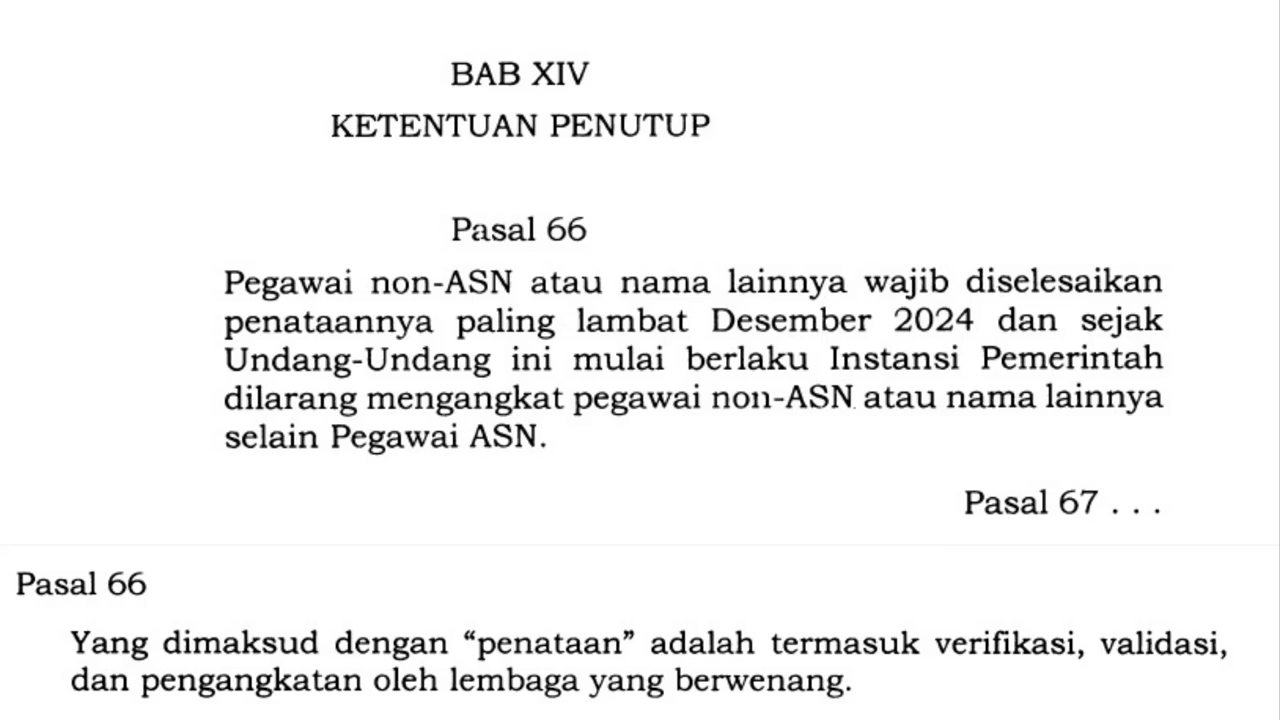 BAB XIV
KETENTUAN PENUTUP
Pasal 66
Pegawai non-ASN atau nama lainnya wajib diselesaikan
penataannya paling lambat Desember 2024 dan sejak
Undang-Undang ini mulai berlaku Instansi Pemerintah
dilarang mengangkat pegawai non-ASN atau nama lainnya
selain Pegawai ASN.
Pasal 67 . . .
Pasal 66
Yang dimaksud dengan “penataan” adalah termasuk verifikasi, validasi,
dan pengangkatan oleh lembaga yang berwenang.